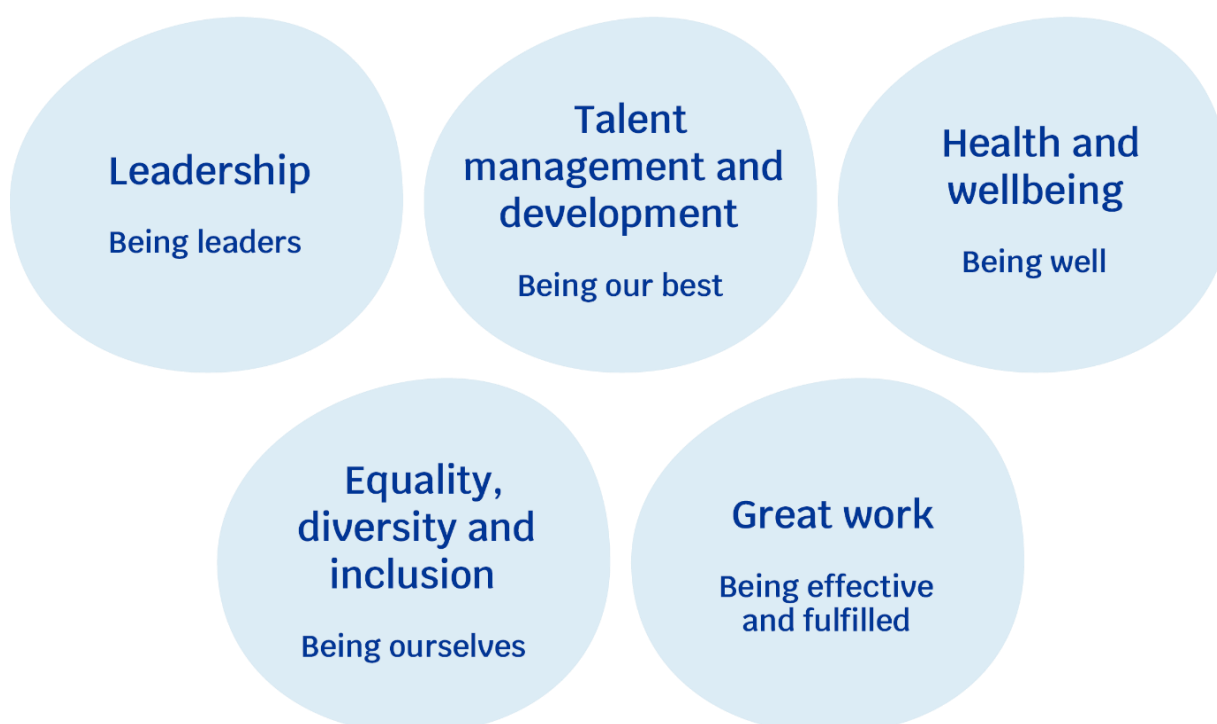 Leadership
Being leaders
Talent
management and
development
Being our best
Health and
wellbeing
Being well
Equality,
diversity and
inclusion
Being ourselves
Great work
Being effective
and fulfilled